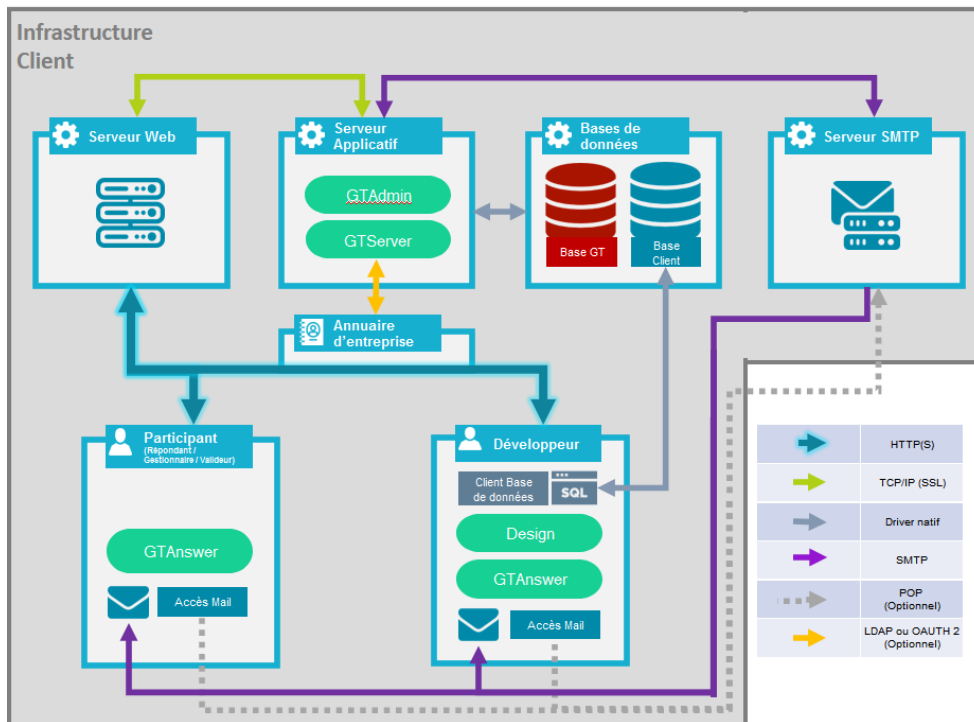 Infrastructure
Client
Serveur Web
Serveur
Applicatif
GTAdmin
GTServer
Bases de
données
Base GT
Base
Client
Serveur SMTP
Annuaire
d'entreprise
Participant
(Répondant /
Gestionnaire / Valideur)
GTAnswer
Accès Mail
Développeur
Client Base
de données
SQL
Design
GTAnswer
Accès Mail
HTTP(S)
TCP/IP (SSL)
Driver natif
SMTP
POP
(Optionnel)
LDAP ou OAUTH 2
(Optionnel)